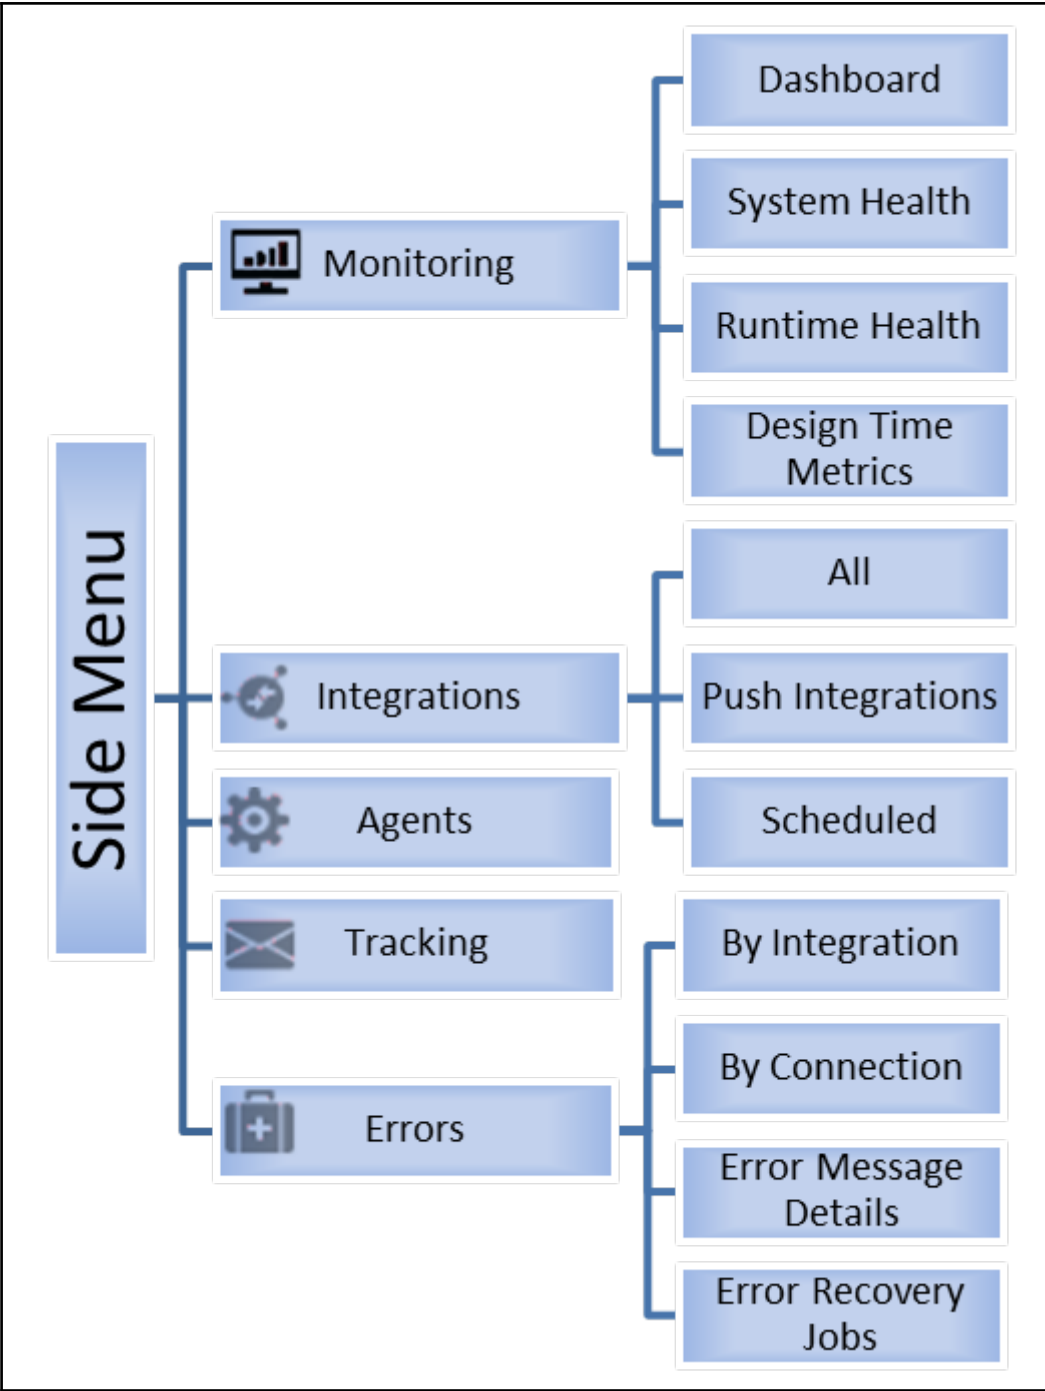 Side Menu
Monitoring
Dashboard
System Health
Runtime Health
Design Time
Metrics
Integrations
All
Push Integrations
Scheduled
Agents
Tracking
Errors
By Integration
By Connection
Error Message
Details
Error Recovery
Jobs